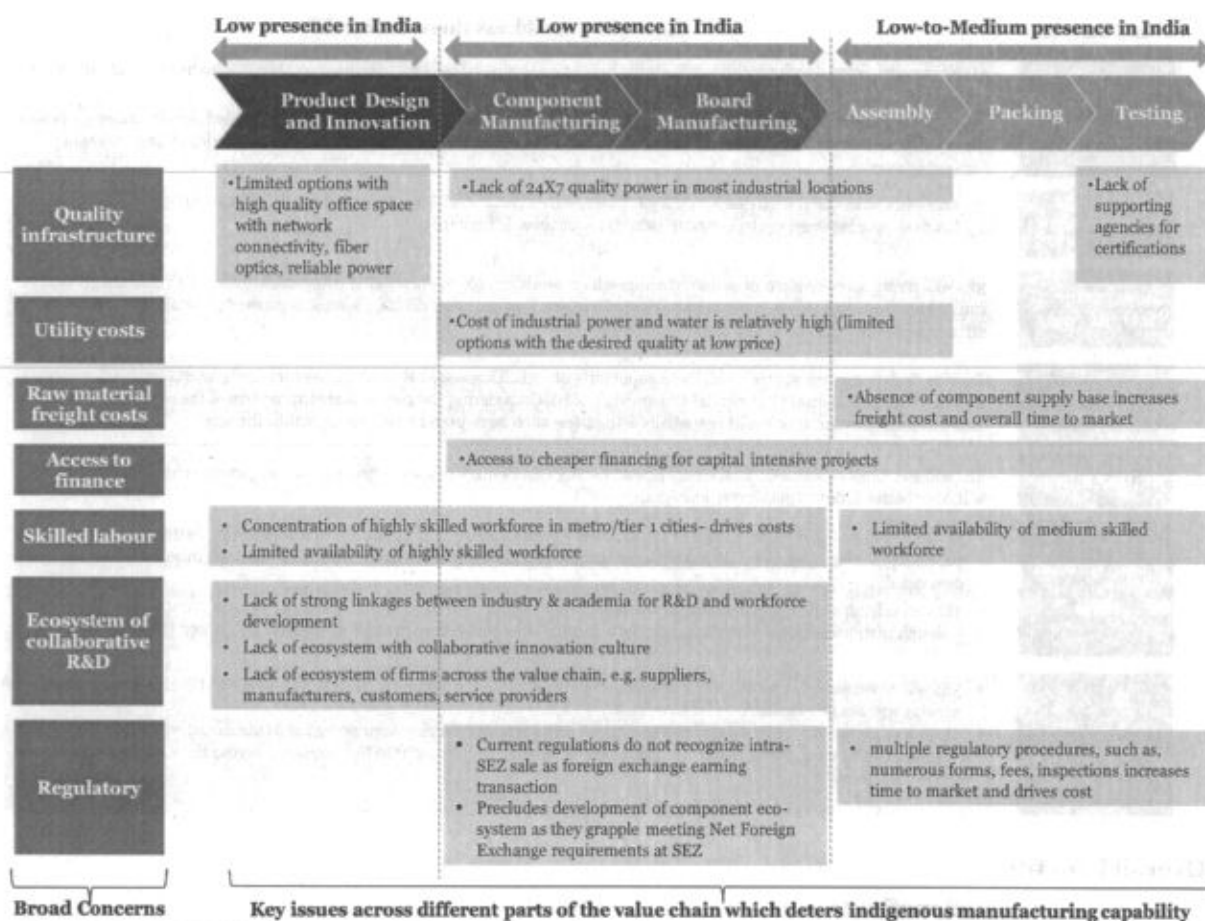 Low presence in India
Low presence in India
Low-to-Medium presence in India
Product Design
and Innovation
Component
Manufacturing
Board
Manufacturing
Assembly
Packing
Testing
Quality
infrastructure
•Limited options with
high quality office space
with network
connectivity, fiber
optics, reliable power
•Lack of 24X7 quality power in most industrial locations
•Lack of
supporting
agencies for
certifications
Utility costs
•Cost of industrial power and water is relatively high (limited
options with the desired quality at low price)
Raw material
freight costs
•Absence of component supply base increases
freight cost and overall time to market
Access to
finance
•Access to cheaper financing for capital intensive projects
Skilled labour
• Concentration of highly skilled workforce in metro/tier 1 cities- drives costs
• Limited availability of highly skilled workforce
• Limited availability of medium skilled
workforce
Ecosystem of
collaborative
R&D
• Lack of strong linkages between industry & academia for R&D and workforce
development
• Lack of ecosystem with collaborative innovation culture
• Lack of ecosystem of firms across the value chain, e.g. suppliers,
manufacturers, customers, service providers
Regulatory
▪ Current regulations do not recognize intra-
SEZ sale as foreign exchange earning
transaction
▪ Precludes development of component eco-
system as they grapple meeting Net Foreign
Exchange requirements at SEZ
• multiple regulatory procedures, such as,
numerous forms, fees, inspections increases
time to market and drives cost
Broad Concerns
Key issues across different parts of the value chain which deters indigenous manufacturing capability